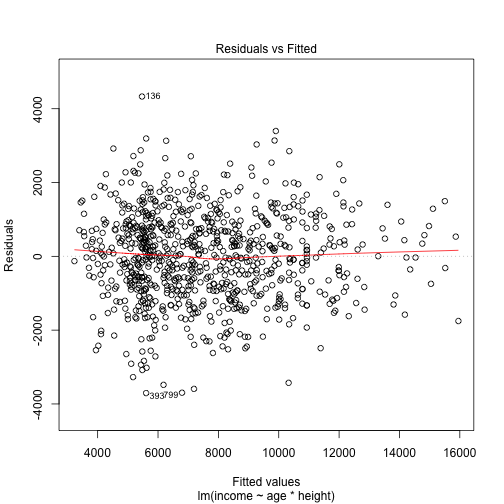 Residuals vs Fitted
136
393 799
4000
2000
0
-2000
-4000
Residuals
4000 6000 8000 10000 12000 14000 16000
Fitted values
lm(income ~ age * height)